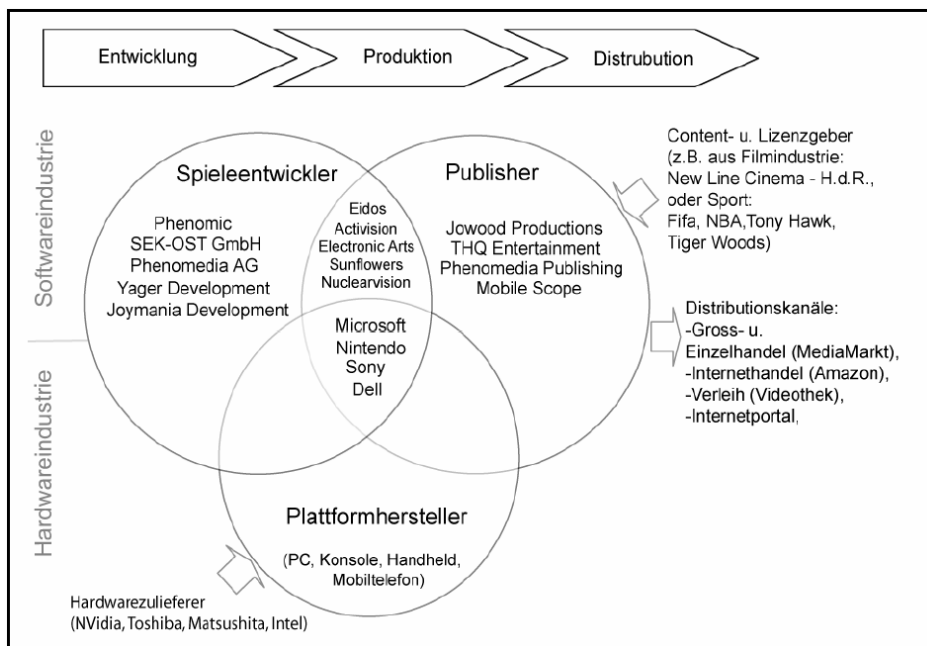 Entwicklung
Produktion
Distrubution
Softwareindustrie
Hardwareindustrie
Spieleentwickler
Phenomic
SEK-OST GmbH
Phenomedia AG
Yager Development
Joymania Development
Eidos
Activision
Electronic Arts
Sunflowers
Nuclearvision
Publisher
Jowood Productions
THQ Entertainment
Phenomedia Publishing
Mobile Scope
Microsoft
Nintendo
Sony
Dell
Content- u. Lizenzgeber
(z.B. aus Filmindustrie:
New Line Cinema - H.d.R.,
oder Sport:
Fifa, NBA,Tony Hawk,
Tiger Woods)
Distributionskanäle:
-Gross- u.
Einzelhandel (MediaMarkt),
-Internethandel (Amazon),
-Verleih (Videothek),
-Internetportal,
Plattformhersteller
(PC, Konsole, Handheld,
Mobiltelefon)
Hardwarezulieferer
(NVidia, Toshiba, Matsushita, Intel)